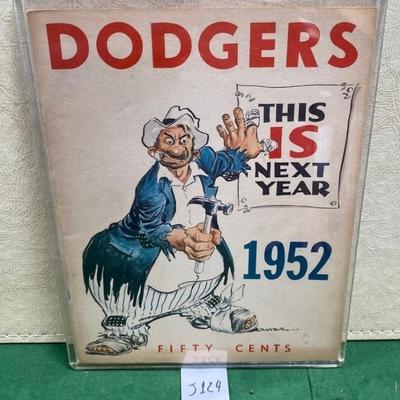 DODGERS
THIS
IS
NEXT
YEAR
1952
FIFTY CENTS
J124